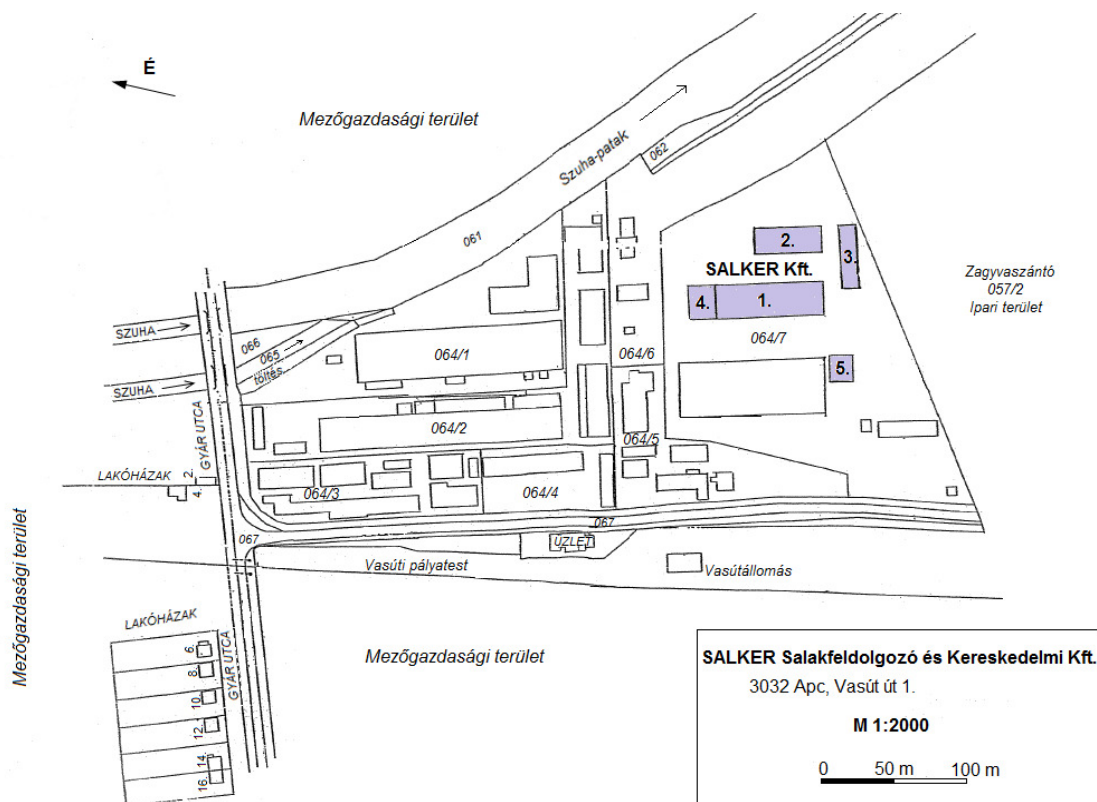 É
Mezőgazdasági terület
Szuha-patak
062
061
2.
3.
SALKER Kft.
4.
1.
Zagyvaszántó
057/2
Ipari terület
SZUHA
066
065
töltés
064/1
064/6
064/7
SZUHA
5.
GYÁR UTCA
064/2
064/5
LAKÓHÁZAK
2.
4.
064/3
064/4
067
067
ÜZLET
Vasúti pályatest
Vasútállomás
Mezőgazdasági terület
LAKÓHÁZAK
GYÁR UTCA
6.
8.
10.
12.
14.
16.
Mezőgazdasági terület
SALKER Salakfeldolgozó és Kereskedelmi Kft.
3032 Apc, Vasút út 1.
M 1:2000
0 50 m 100 m